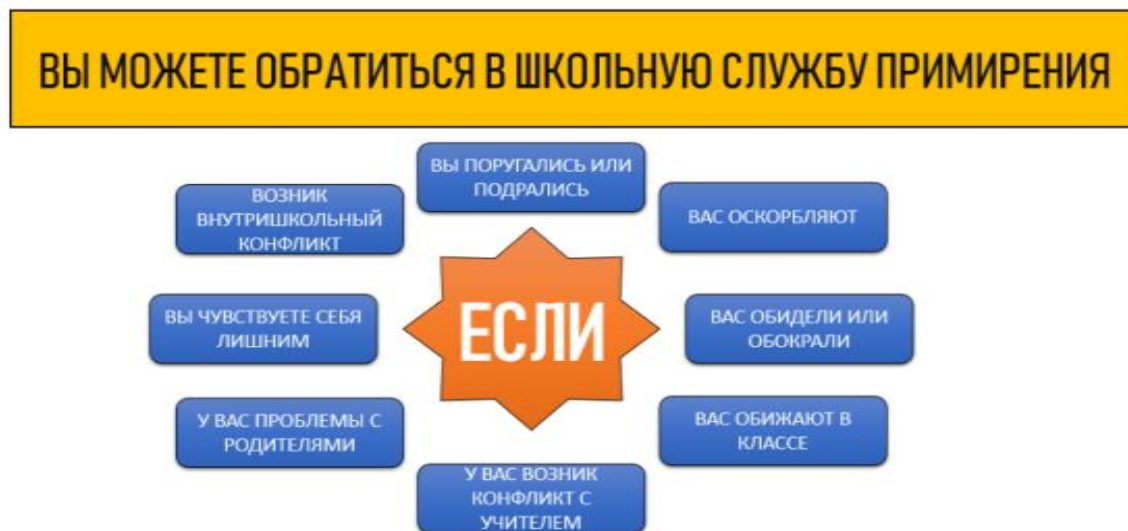 ВЫ МОЖЕТЕ ОБРАТИТЬСЯ В ШКОЛЬНУЮ СЛУЖБУ ПРИМИРЕНИЯ
ВЫ ПОРУГАЛИСЬ ИЛИ
ПОДРАЛИСЬ
ВОЗНИК
ВНУТРИШКОЛЬНЫЙ
КОНФЛИКТ
ВАС ОСКОРБЛЯЮТ
ВЫ ЧУВСТВУЕТЕ СЕБЯ
ЛИШНИМ
ЕСЛИ
ВАС ОБИДЕЛИ ИЛИ
ОБОКРАЛИ
У ВАС ПРОБЛЕМЫ С
РОДИТЕЛЯМИ
ВАС ОБИЖАЮТ В
КЛАССЕ
У ВАС ВОЗНИК
КОНФЛИКТ С
УЧИТЕЛЕМ